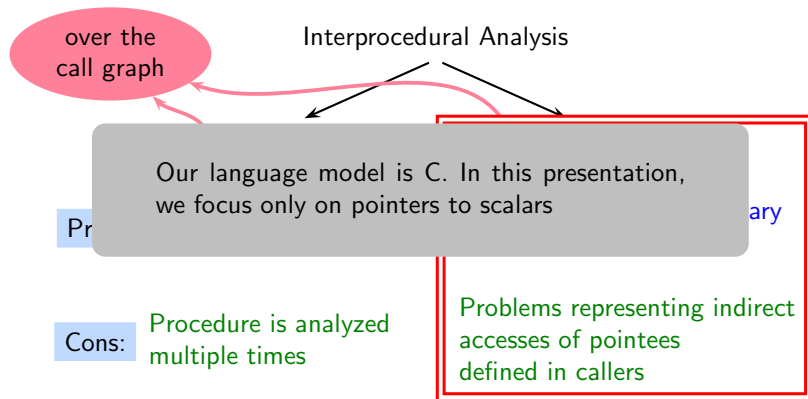 over the
call graph
Interprocedural Analysis
Our language model is C. In this presentation,
we focus only on pointers to scalars
Pr
ary
Cons:
Procedure is analyzed
multiple times
Problems representing indirect
accesses of pointees
defined in callers